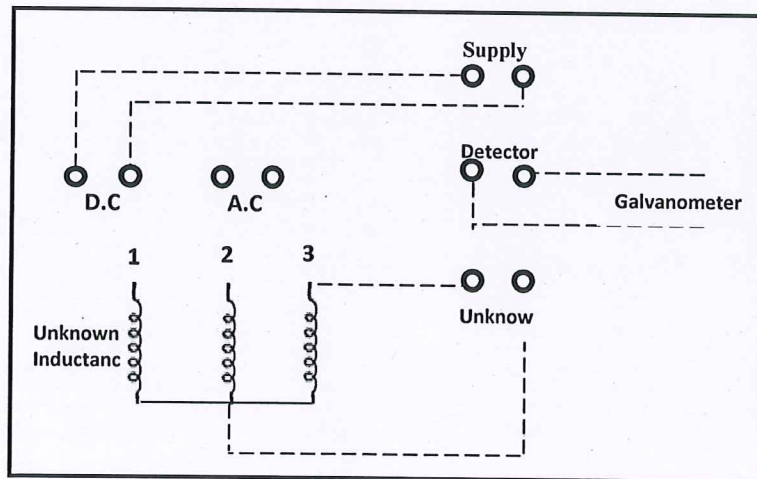 Supply
Detector
D.C
A.C
Galvanometer
1
2
3
Unknow
Unknown
Inductanc